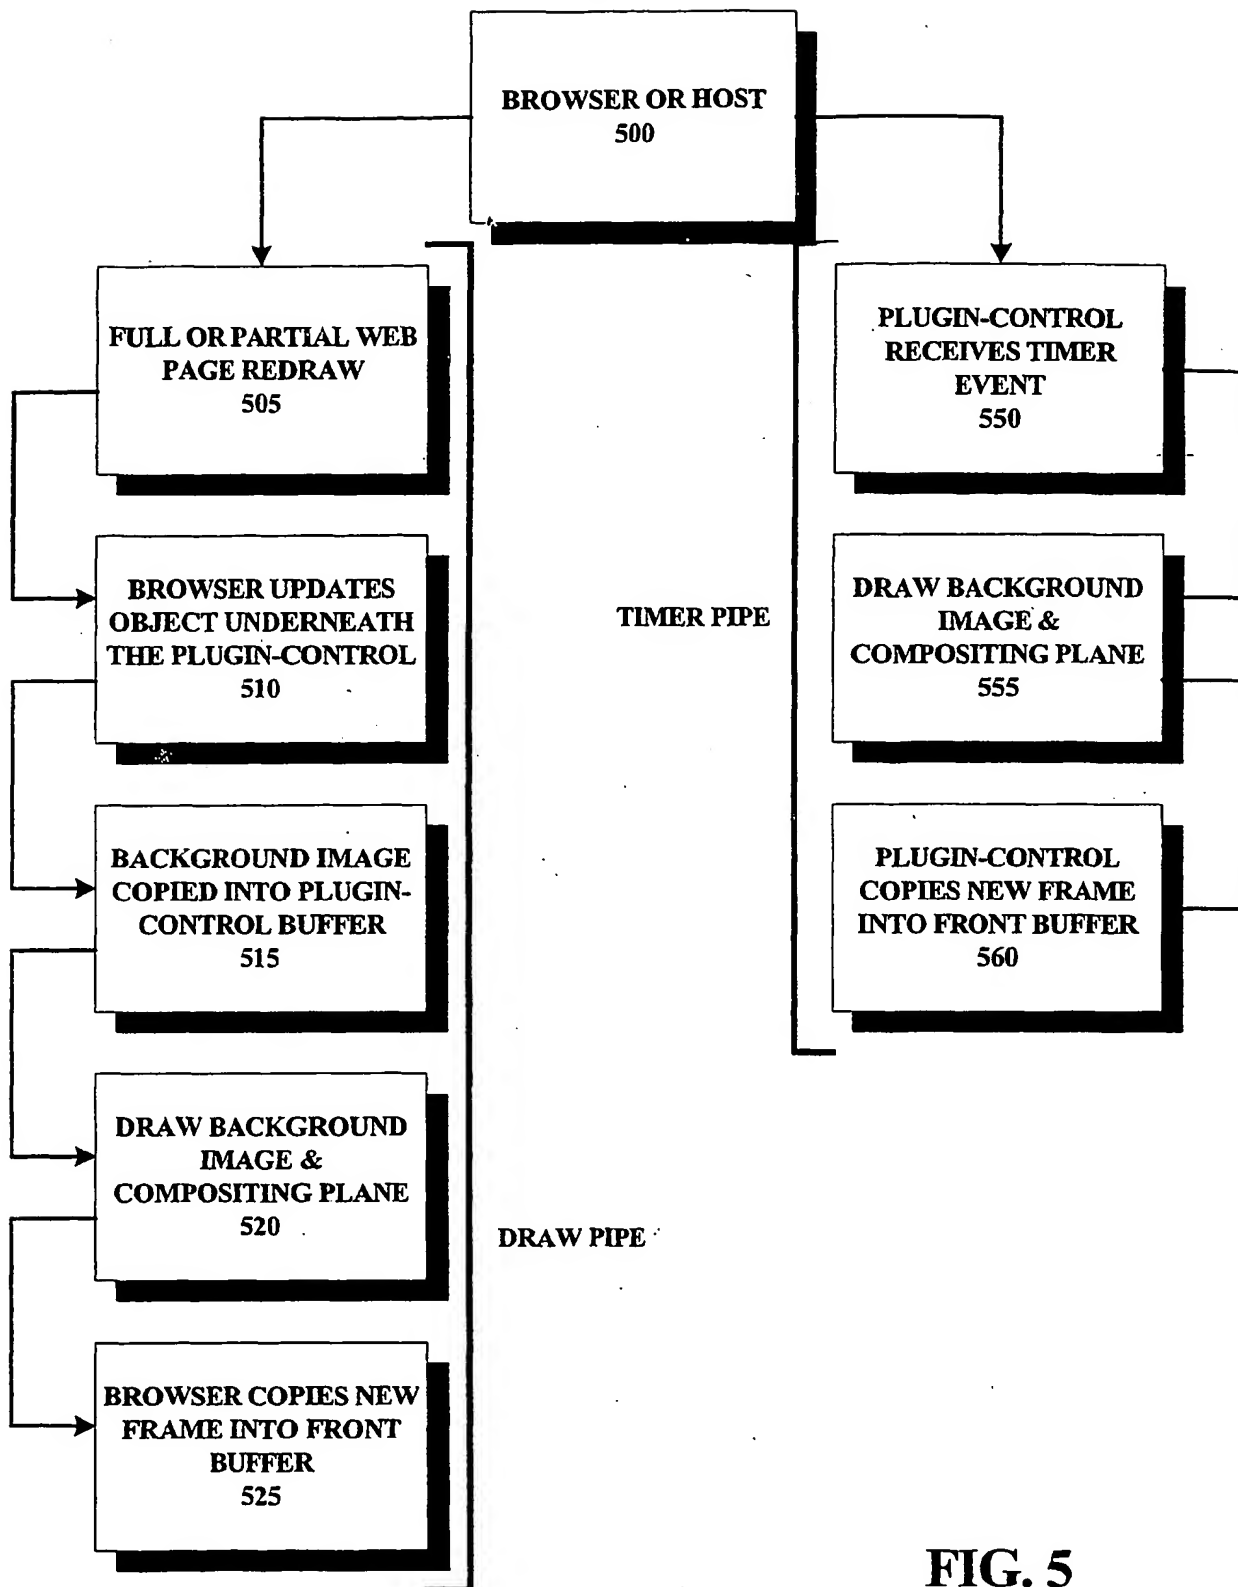 BROWSER OR HOST
500
FULL OR PARTIAL WEB
PAGE REDRAW
505
BROWSER UPDATES
OBJECT UNDERNEATH
THE PLUGIN-CONTROL
510
BACKGROUND IMAGE
COPIED INTO PLUGIN-
CONTROL BUFFER
515
DRAW BACKGROUND
IMAGE &
COMPOSITING PLANE
520
BROWSER COPIES NEW
FRAME INTO FRONT
BUFFER
525
DRAW PIPE
TIMER PIPE
PLUGIN-CONTROL
RECEIVES TIMER
EVENT
550
DRAW BACKGROUND
IMAGE &
COMPOSITING PLANE
555
PLUGIN-CONTROL
COPIES NEW FRAME
INTO FRONT BUFFER
560
FIG. 5